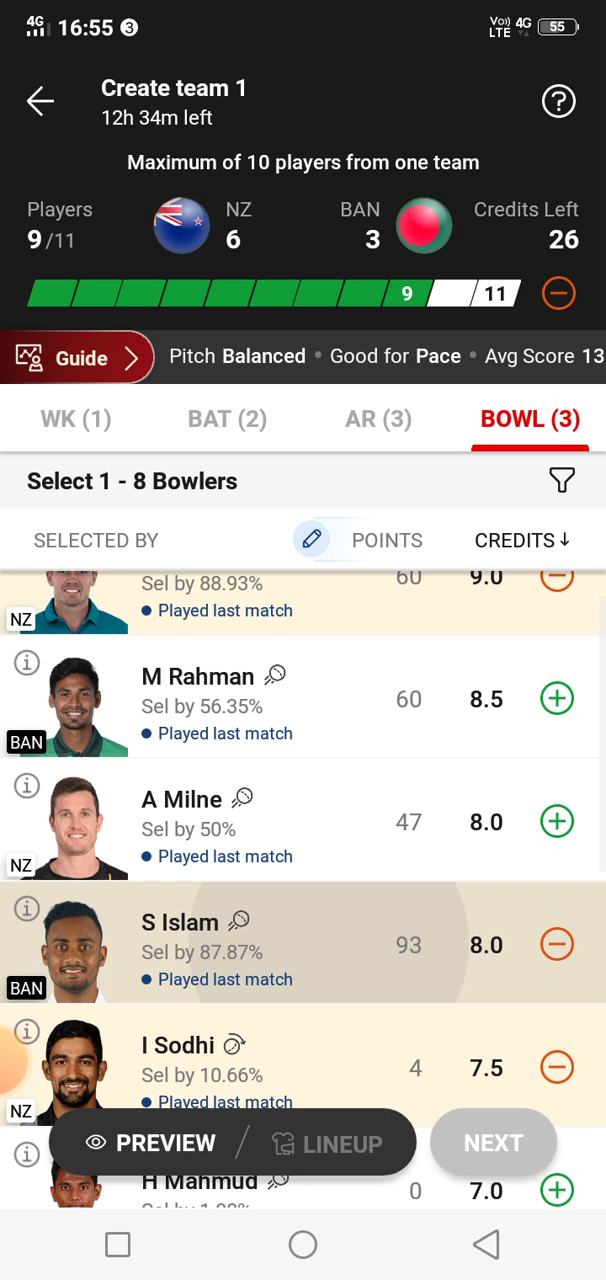 4G 16:55 3 Vo) 4G LTE 55
Create team 1
12h 34m left
?
Maximum of 10 players from one team
Players NZ BAN Credits Left
9/11 6 3 26
9 11
Guide Pitch Balanced • Good for Pace • Avg Score 13
WK (1) BAT (2) AR (3) BOWL (3)
Select 1 - 8 Bowlers
SELECTED BY POINTS CREDITS↓
Sel by 88.93% 60 9.0
NZ • Played last match
M Rahman
Sel by 56.35% 60 8.5
BAN • Played last match
A Milne
Sel by 50% 47 8.0
NZ • Played last match
S Islam
Sel by 87.87% 93 8.0
BAN • Played last match
I Sodhi
Sel by 10.66% 4 7.5
NZ • Played last match
PREVIEW / LINEUP NEXT
H Mahmud 0 7.0